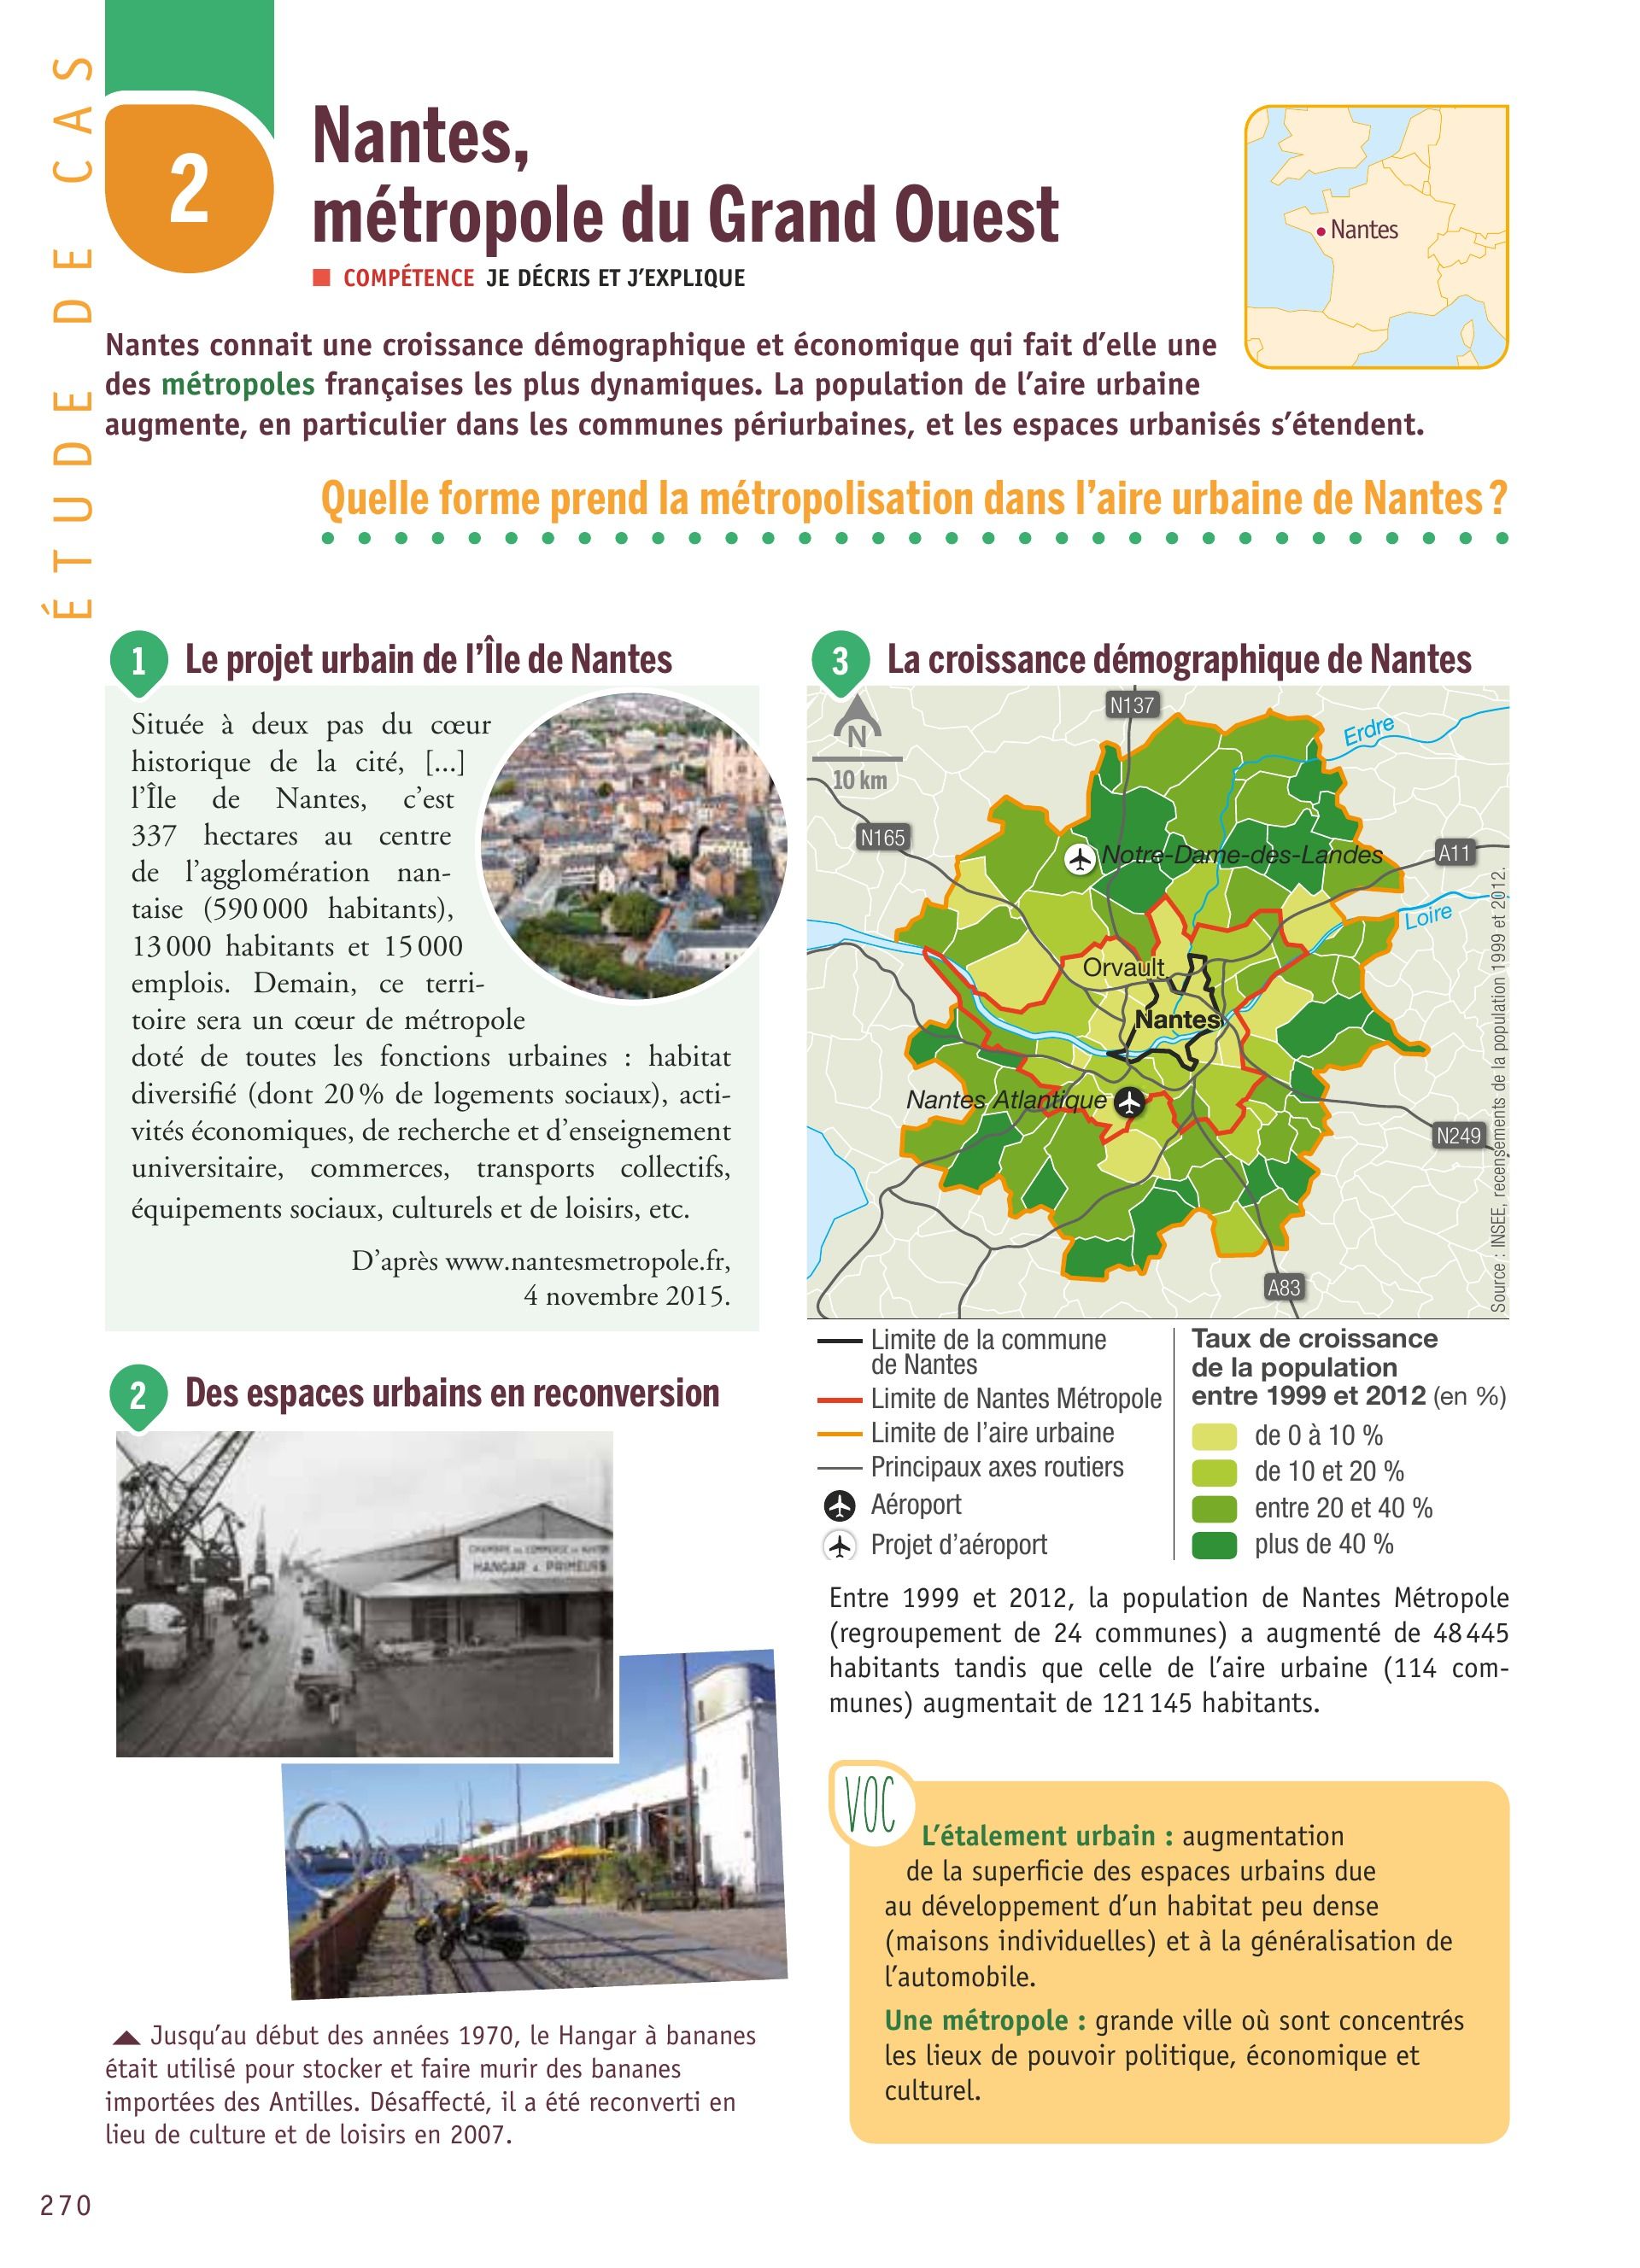 ÉTUDE DE CAS
2
Nantes,
métropole du Grand Ouest
COMPÉTENCE JE DÉCRIS ET J’EXPLIQUE
Nantes
Nantes connait une croissance démographique et économique qui fait d’elle une
des métropoles françaises les plus dynamiques. La population de l’aire urbaine
augmente, en particulier dans les communes périurbaines, et les espaces urbanisés s’étendent.
Quelle forme prend la métropolisation dans l’aire urbaine de Nantes ?
1 Le projet urbain de l’Île de Nantes
Située à deux pas du cœur
historique de la cité, [...]
l’Île de Nantes, c’est
337 hectares au centre
de l’agglomération nan-
taise (590 000 habitants),
13 000 habitants et 15 000
emplois. Demain, ce terri-
toire sera un cœur de métropole
doté de toutes les fonctions urbaines : habitat
diversifié (dont 20 % de logements sociaux), acti-
vités économiques, de recherche et d’enseignement
universitaire, commerces, transports collectifs,
équipements sociaux, culturels et de loisirs, etc.
D’après www.nantesmetropole.fr,
4 novembre 2015.
2 Des espaces urbains en reconversion
CHAMBRE DE COMMERCE DE NANTES
HANGAR A PRIMEURS
Jusqu’au début des années 1970, le Hangar à bananes
était utilisé pour stocker et faire murir des bananes
importées des Antilles. Désaffecté, il a été reconverti en
lieu de culture et de loisirs en 2007.
3 La croissance démographique de Nantes
N
10 km
N137
Erdre
N165
Notre-Dame-des-Landes
A11
Loire
Orvault
Nantes
Nantes Atlantique
N249
A83
Source : INSEE, recensements de la population 1999 et 2012.
Limite de la commune
de Nantes
Limite de Nantes Métropole
Limite de l’aire urbaine
Principaux axes routiers
Aéroport
Projet d’aéroport
Taux de croissance
de la population
entre 1999 et 2012 (en %)
de 0 à 10 %
de 10 et 20 %
entre 20 et 40 %
plus de 40 %
Entre 1999 et 2012, la population de Nantes Métropole
(regroupement de 24 communes) a augmenté de 48 445
habitants tandis que celle de l’aire urbaine (114 com-
munes) augmentait de 121 145 habitants.
VOC
L’étalement urbain : augmentation
de la superficie des espaces urbains due
au développement d’un habitat peu dense
(maisons individuelles) et à la généralisation de
l’automobile.
Une métropole : grande ville où sont concentrés
les lieux de pouvoir politique, économique et
culturel.
270